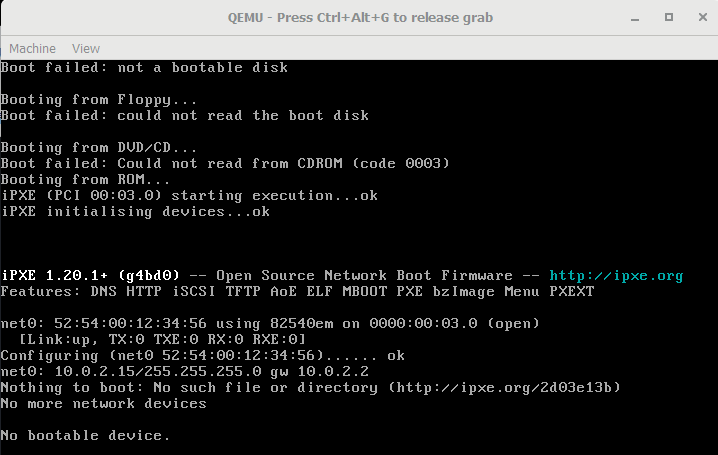 QEMU - Press Ctrl+Alt+G to release grab
Machine View
Boot failed: not a bootable disk
Booting from Floppy...
Boot failed: could not read the boot disk
Booting from DVD/CD...
Boot failed: Could not read from CDROM (code 0003)
Booting from ROM...
iPXE (PCI 00:03.0) starting execution...ok
iPXE initialising devices...ok
iPXE 1.20.1+ (g4bd0) -- Open Source Network Boot Firmware -- http://ipxe.org
Features: DNS HTTP iSCSI TFTP AoE ELF MBOOT PXE bzImage Menu PXEXT
net0: 52:54:00:12:34:56 using 82540em on 0000:00:03.0 (open)
[Link:up, TX:0 TXE:0 RX:0 RXE:0]
Configuring (net0 52:54:00:12:34:56)...... ok
net0: 10.0.2.15/255.255.255.0 gw 10.0.2.2
Nothing to boot: No such file or directory (http://ipxe.org/2d03e13b)
No more network devices
No bootable device.